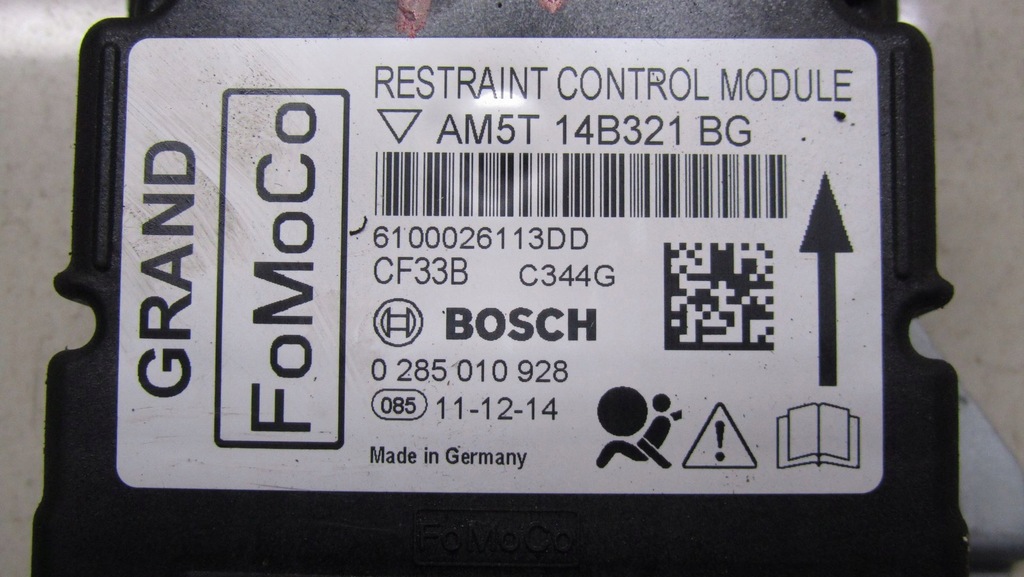 GRAND
FoMoCo
RESTRAINT CONTROL MODULE
AM5T 14B321 BG
6100026113DD
CF33B C344G
BOSCH
0 285 010 928
085 11-12-14
Made in Germany
FoMoCo